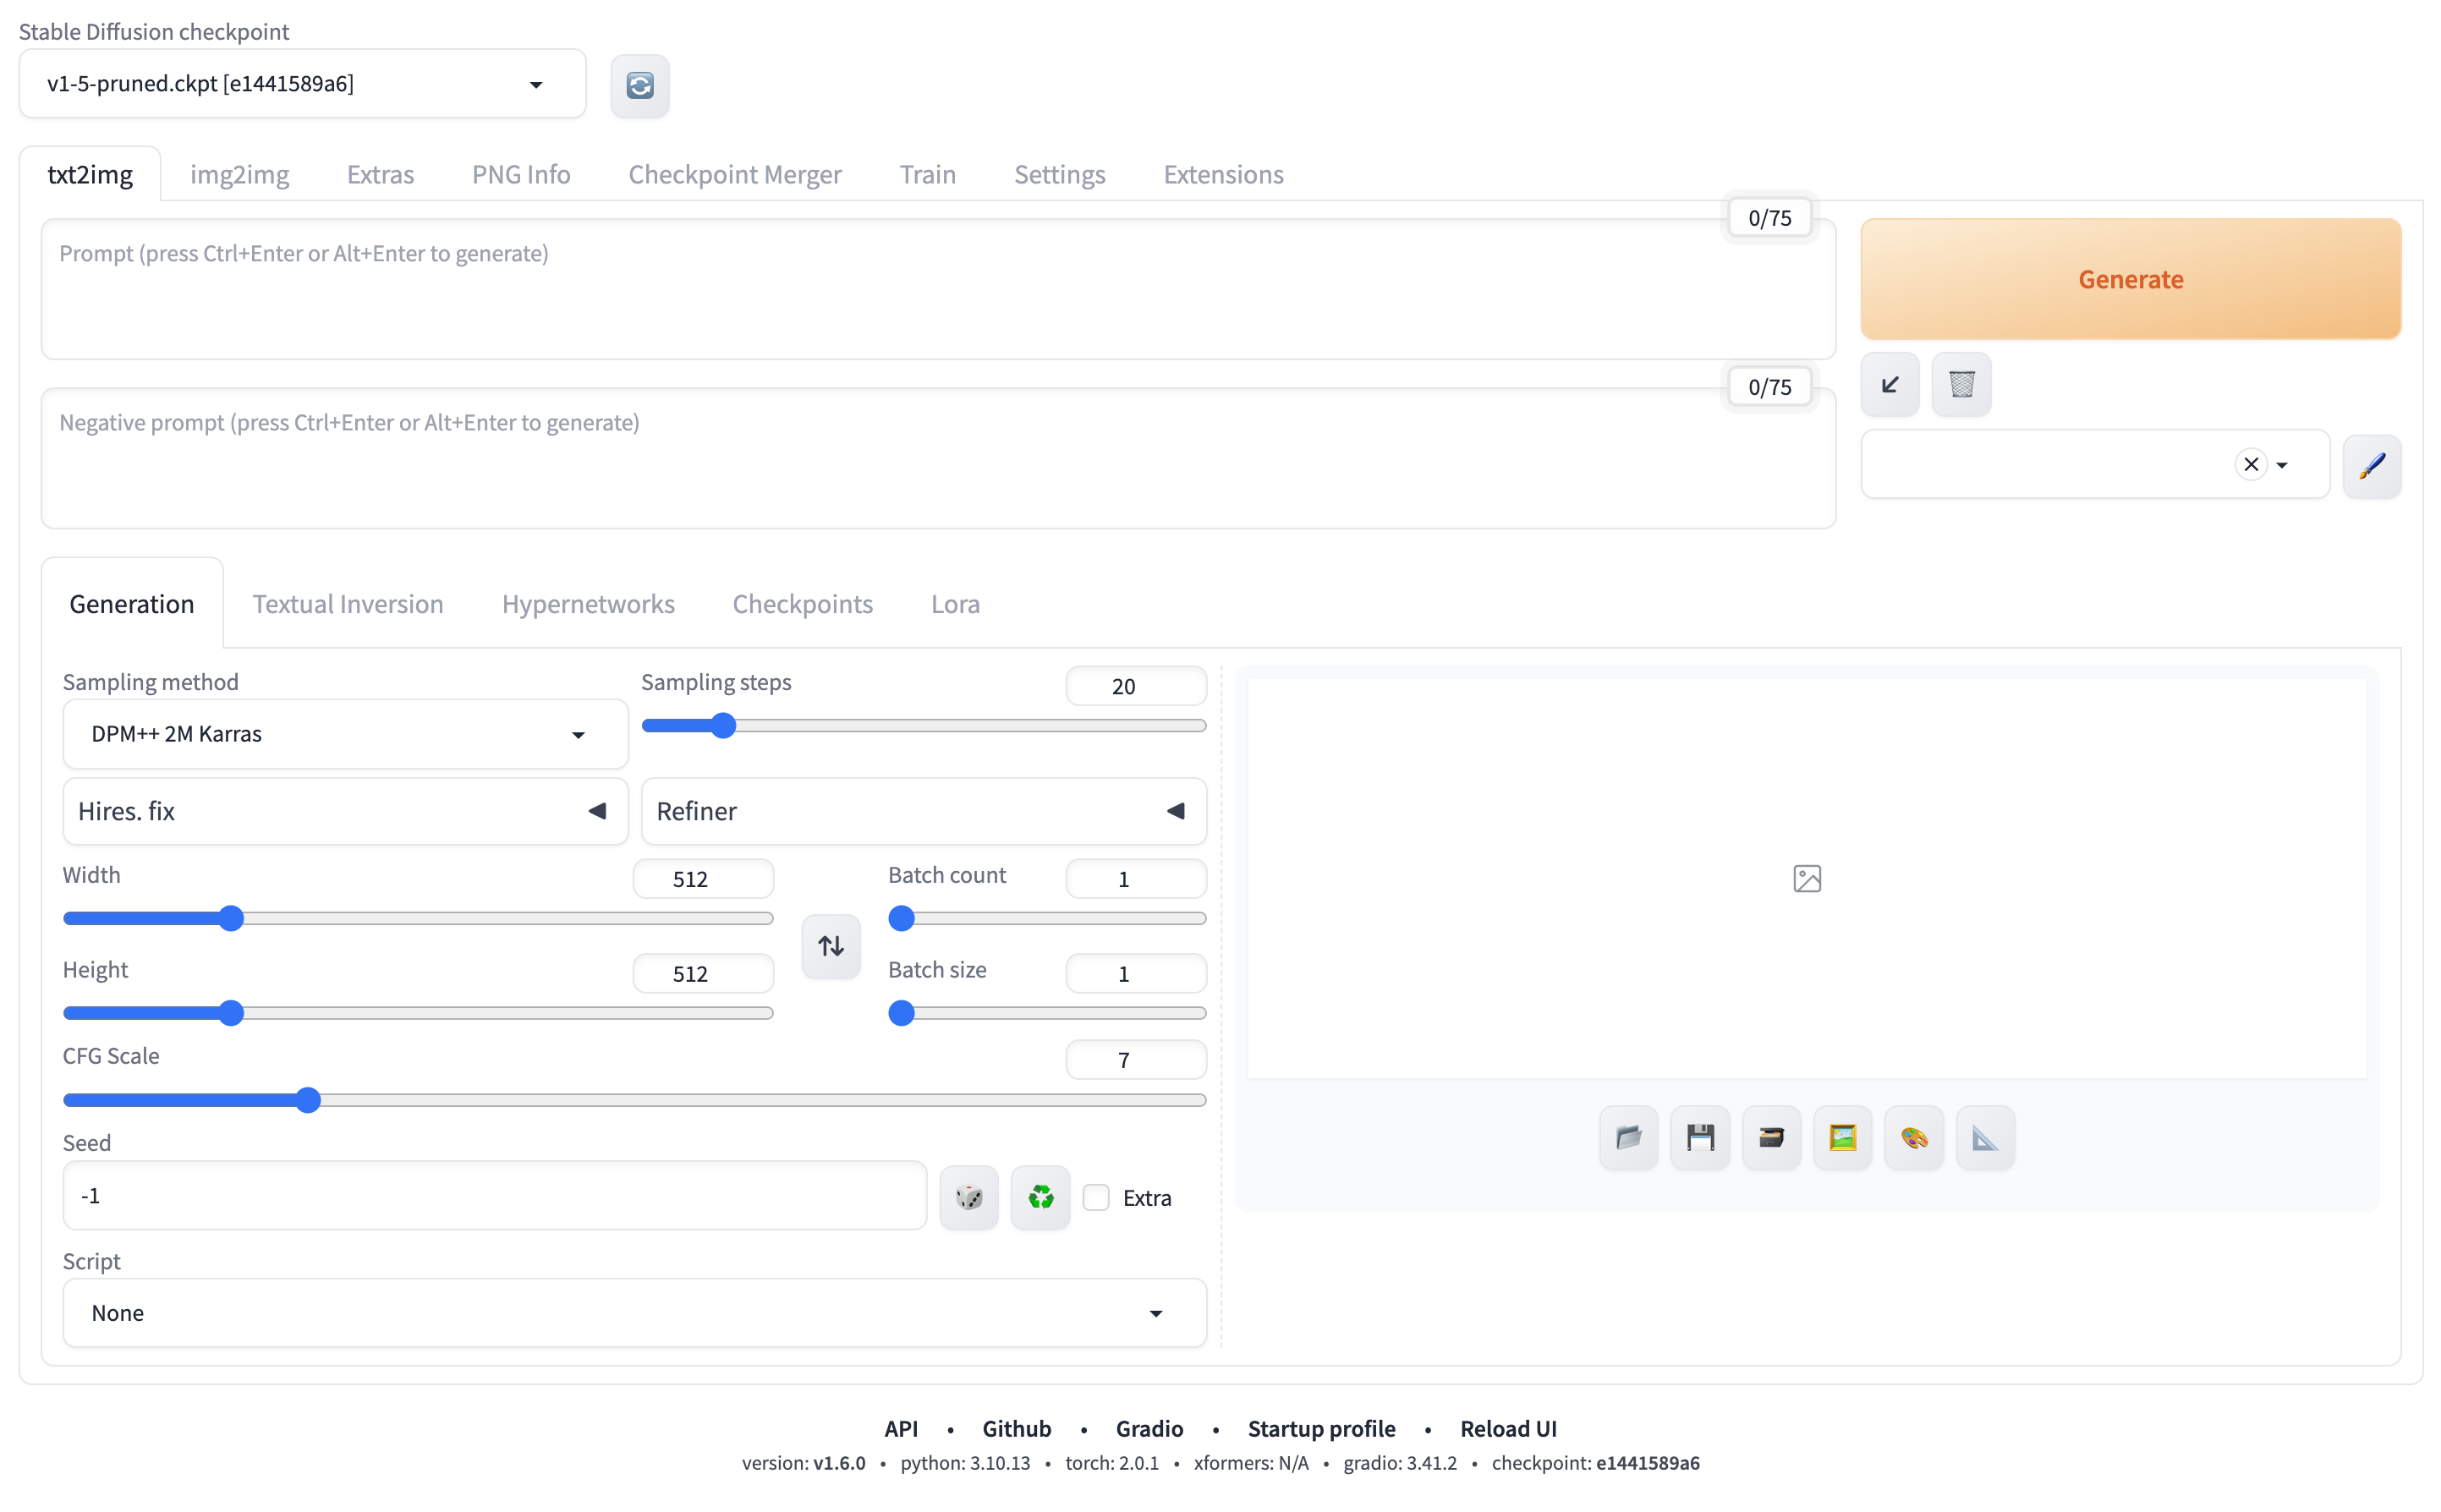 Stable Diffusion checkpoint
v1-5-pruned.ckpt [e1441589a6]
txt2img img2img Extras PNG Info Checkpoint Merger Train Settings Extensions
0/75
Prompt (press Ctrl+Enter or Alt+Enter to generate)
Generate
0/75
Negative prompt (press Ctrl+Enter or Alt+Enter to generate)
Generation Textual Inversion Hypernetworks Checkpoints Lora
Sampling method
DPM++ 2M Karras
Sampling steps 20
Hires. fix
Refiner
Width 512
Batch count 1
Height 512
Batch size 1
CFG Scale 7
Seed
-1
Extra
Script
None
API • Github • Gradio • Startup profile • Reload UI
version: v1.6.0 • python: 3.10.13 • torch: 2.0.1 • xformers: N/A • gradio: 3.41.2 • checkpoint: e1441589a6